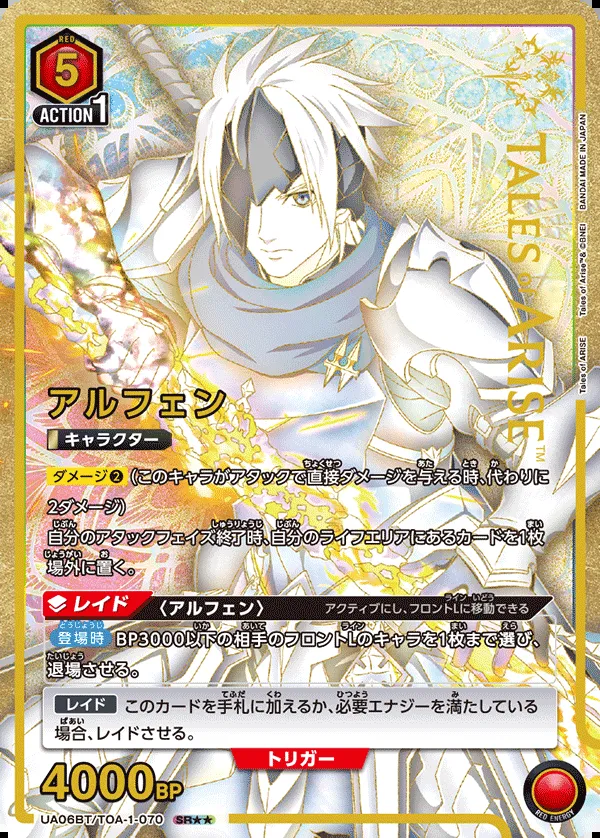 RED
5
ACTION 1
TALES OF ARISE™
BANDAI MADE IN JAPAN
Tales of Arise™& ©BNEI
Tales of ARISE
アルフェン
キャラクター
ダメージ❷ (このキャラがアタックで直接ダメージを与える時、代わりに
2ダメージ)
自分のアタックフェイズ終了時、自分のライフエリアにあるカードを1枚
場外に置く。
レイド 〈アルフェン〉 アクティブにし、フロントLに移動できる
登場時 BP3000以下の相手のフロントLのキャラを1枚まで選び、
退場させる。
レイド このカードを手札に加えるか、必要エナジーを満たしている
場合、レイドさせる。
トリガー
4000BP
RED ENERGY
UA06BT/TOA-1-070 SR★★